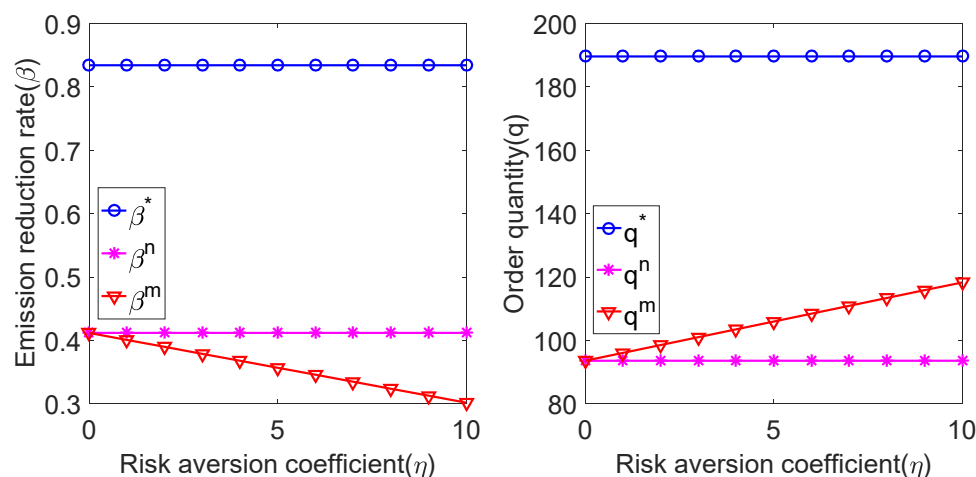 Emission reduction rate(β)
0.9
0.8
0.7
0.6
0.5
0.4
0.3
β*
βⁿ
βᵐ
0
5
10
Risk aversion coefficient(η)
Order quantity(q)
200
180
160
140
120
100
80
q*
qⁿ
qᵐ
0
5
10
Risk aversion coefficient(η)